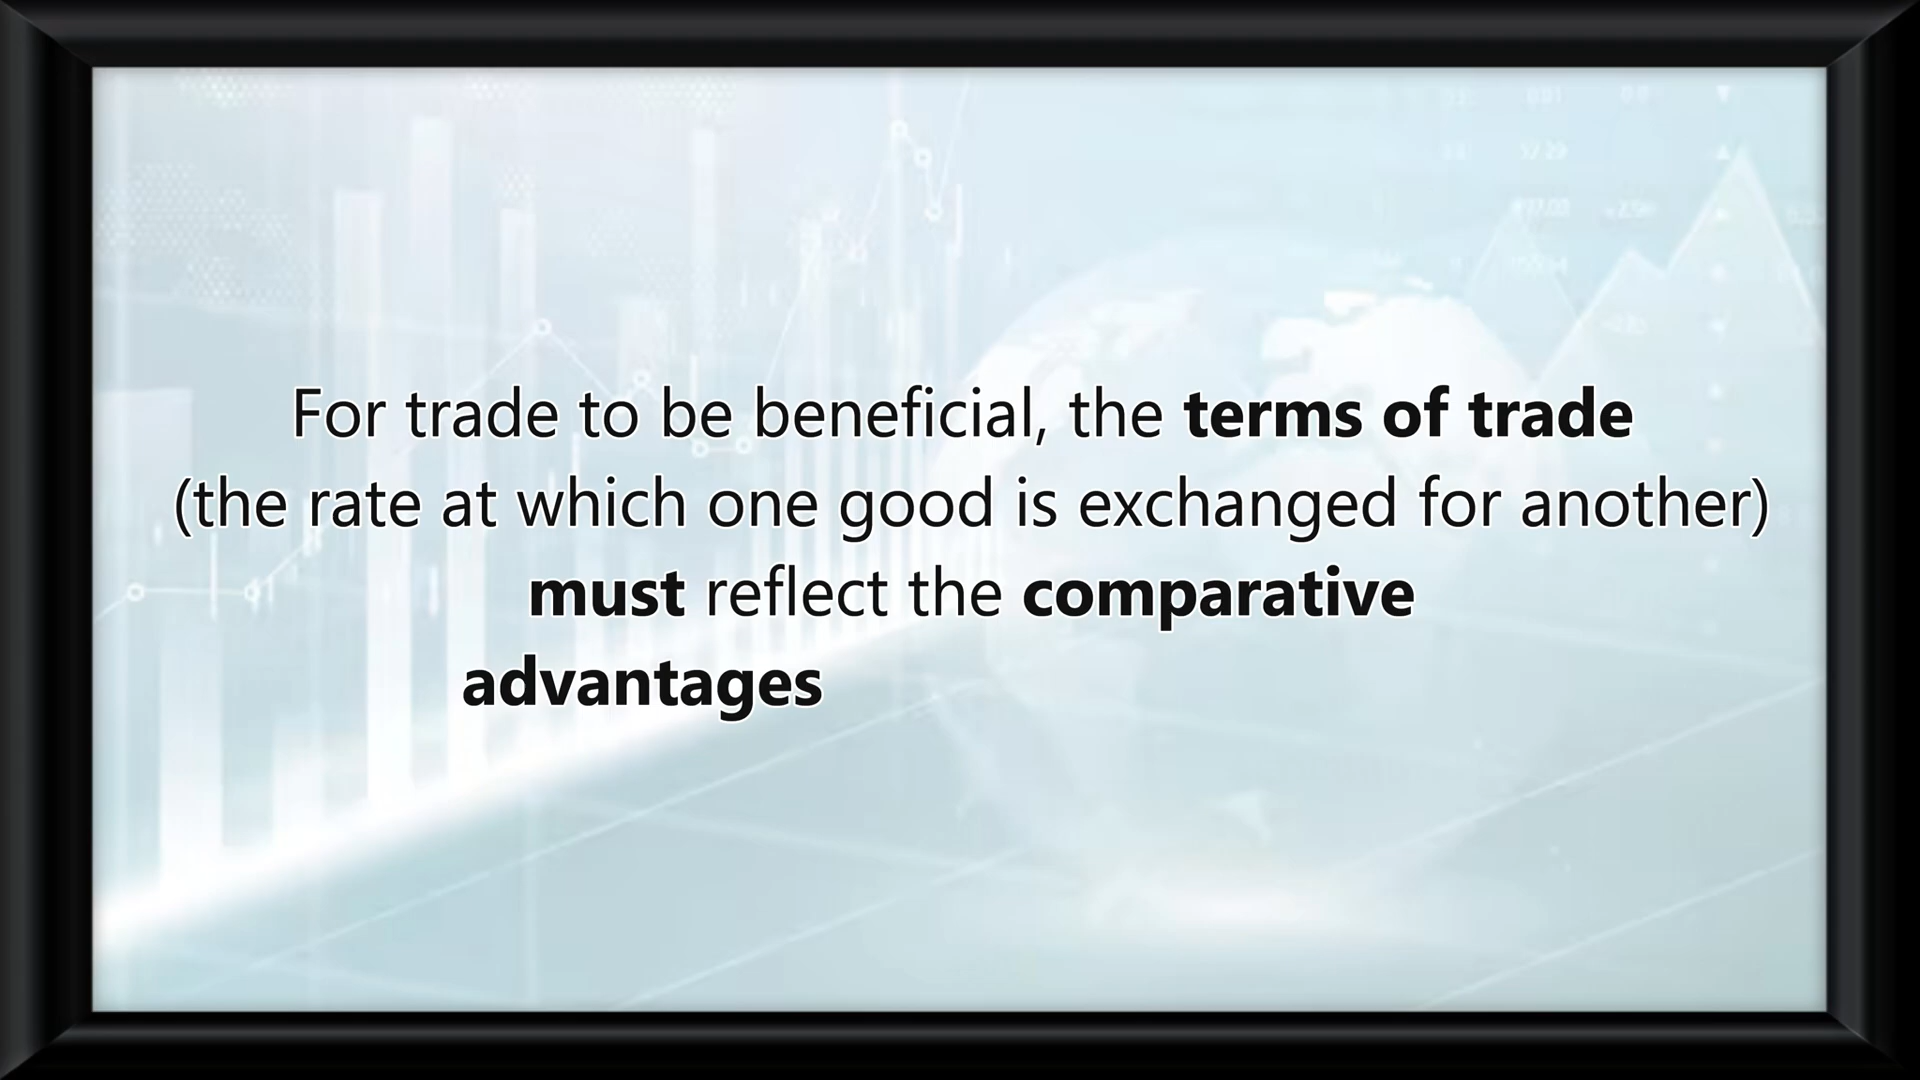 For trade to be beneficial, the terms of trade
(the rate at which one good is exchanged for another)
must reflect the comparative
advantages